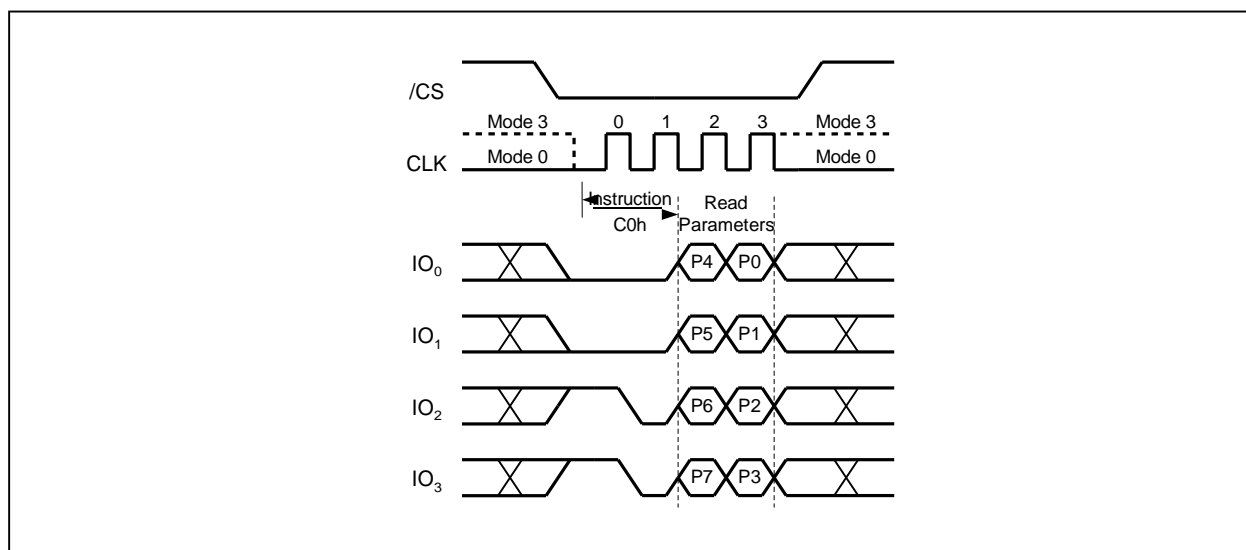 /CS
Mode 3 0 1 2 3 Mode 3
CLK Mode 0 Mode 0
Instruction Read
C0h Parameters
IO0 P4 P0
IO1 P5 P1
IO2 P6 P2
IO3 P7 P3